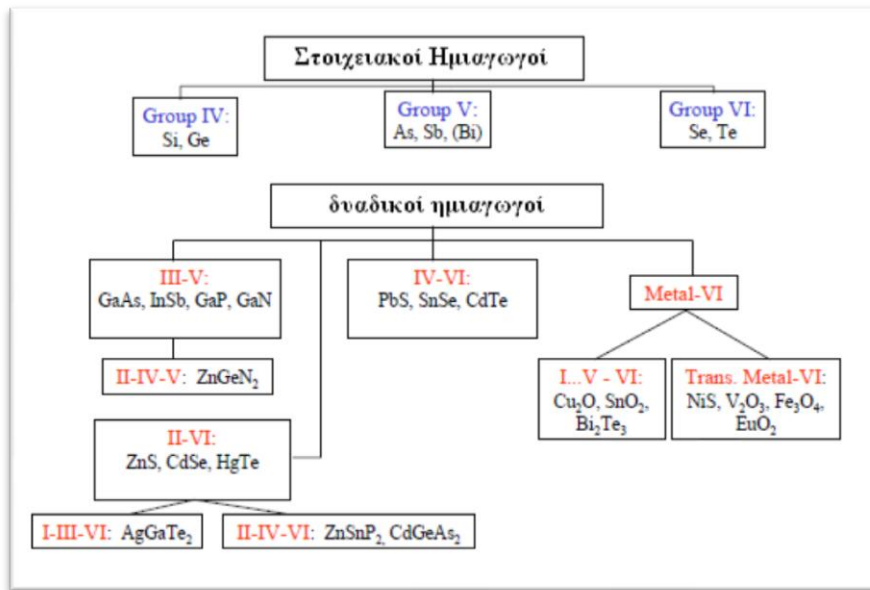 Στοιχειακοί Ημιαγωγοί
Group IV:
Si, Ge
Group V:
As, Sb, (Bi)
Group VI:
Se, Te
δυαδικοί ημιαγωγοί
III-V:
GaAs, InSb, GaP, GaN
IV-VI:
PbS, SnSe, CdTe
Metal-VI
II-IV-V: ZnGeN₂
I...V - VI:
Cu₂O, SnO₂,
Bi₂Te₃
Trans. Metal-VI:
NiS, V₂O₃, Fe₃O₄,
EuO₂
II-VI:
ZnS, CdSe, HgTe
I-III-VI: AgGaTe₂
II-IV-VI: ZnSnP₂, CdGeAs₂